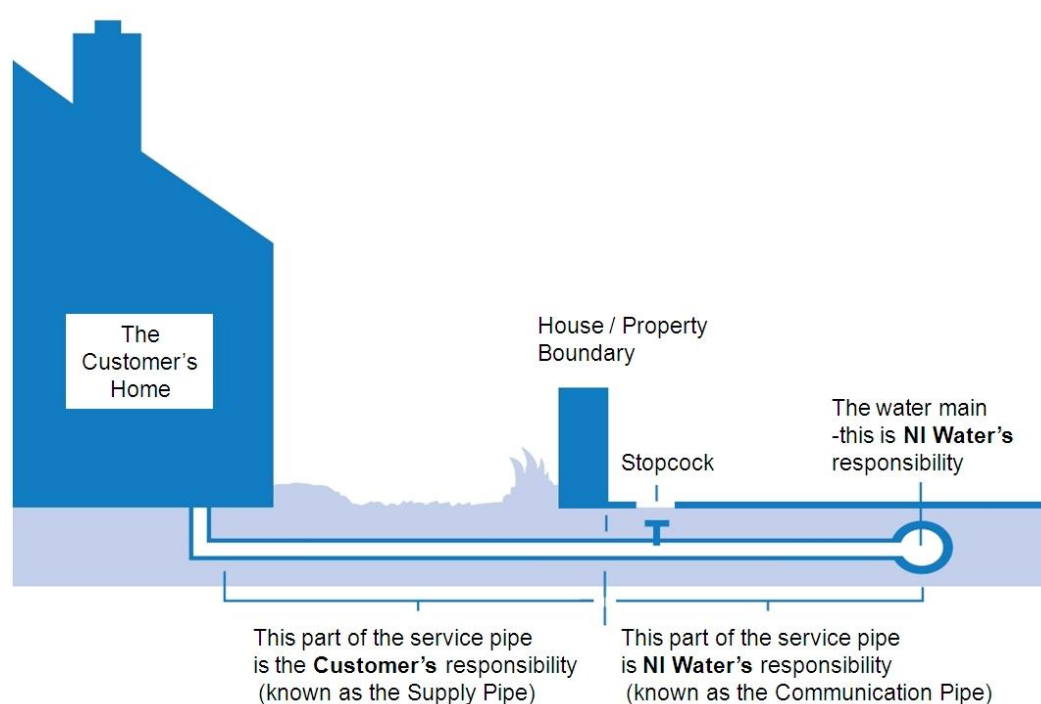 The
Customer's
Home
House / Property
Boundary
Stopcock
The water main
-this is NI Water's
responsibility
This part of the service pipe
is the Customer's responsibility
(known as the Supply Pipe)
This part of the service pipe
is NI Water's responsibility
(known as the Communication Pipe)